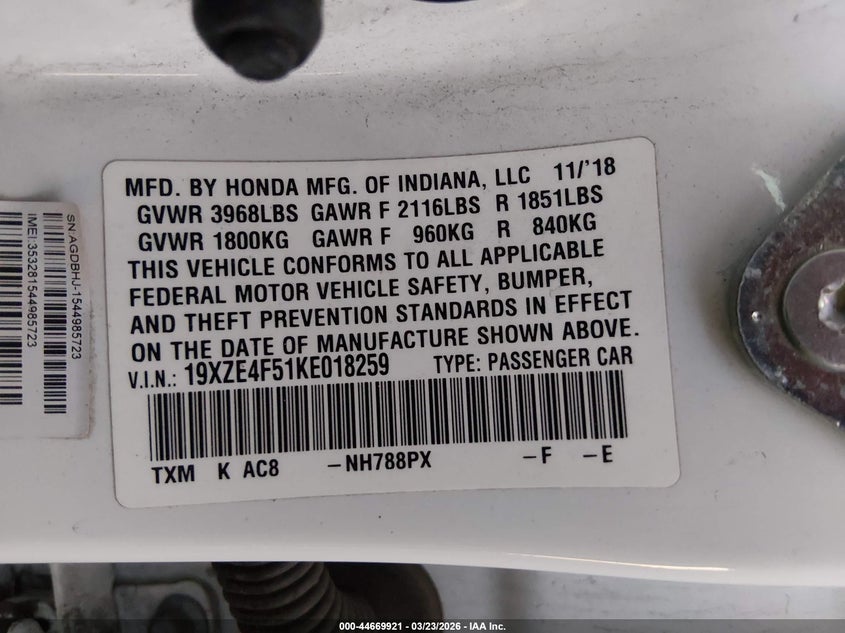 MFD. BY HONDA MFG. OF INDIANA, LLC 11/'18
GVWR 3968LBS GAWR F 2116LBS R 1851LBS
GVWR 1800KG GAWR F 960KG R 840KG
THIS VEHICLE CONFORMS TO ALL APPLICABLE
FEDERAL MOTOR VEHICLE SAFETY, BUMPER,
AND THEFT PREVENTION STANDARDS IN EFFECT
ON THE DATE OF MANUFACTURE SHOWN ABOVE.
V.I.N.: 19XZE4F51KE018259 TYPE: PASSENGER CAR
TXM K AC8 -NH788PX -F -E
SN:AGDBHJ-1544985723
IMEI:353281544985723
000-44669921 - 03/23/2026 - IAA Inc.